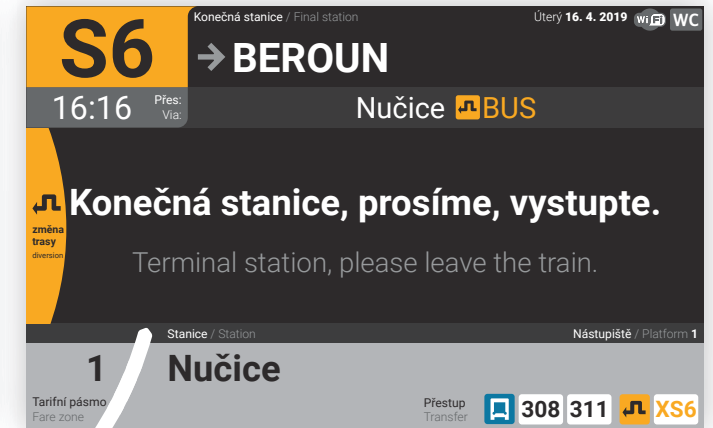 S6
Konečná stanice / Final station
Úterý 16. 4. 2019 WiFi WC
BEROUN
16:16
Přes:
Via:
Nučice BUS
Konečná stanice, prosíme, vystupte.
změna
trasy
diversion
Terminal station, please leave the train.
Stanice / Station
Nástupiště / Platform 1
1
Nučice
Tarifní pásmo
Fare zone
Přestup
Transfer
308 311 XS6